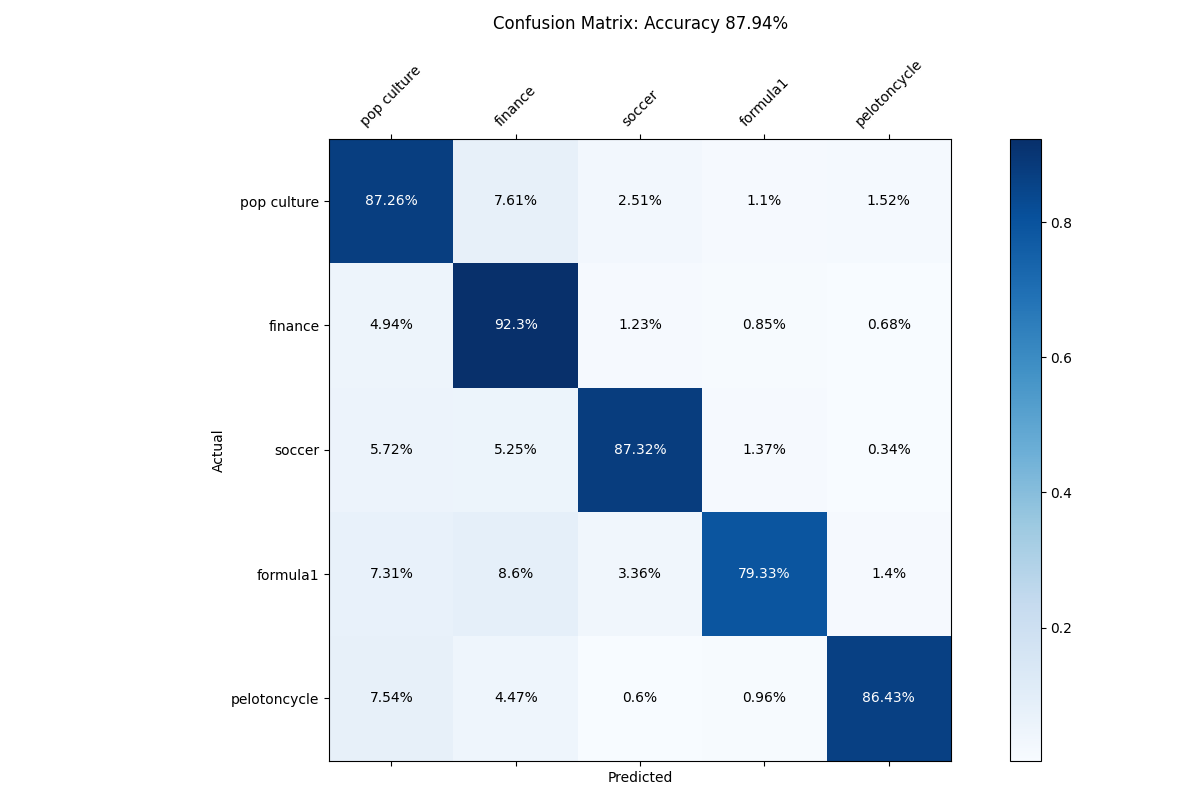 Confusion Matrix: Accuracy 87.94%
pop culture finance soccer formula1 pelotoncycle
pop culture 87.26% 7.61% 2.51% 1.1% 1.52%
0.8
finance 4.94% 92.3% 1.23% 0.85% 0.68%
0.6
Actual
soccer 5.72% 5.25% 87.32% 1.37% 0.34%
0.4
formula1 7.31% 8.6% 3.36% 79.33% 1.4%
0.2
pelotoncycle 7.54% 4.47% 0.6% 0.96% 86.43%
Predicted